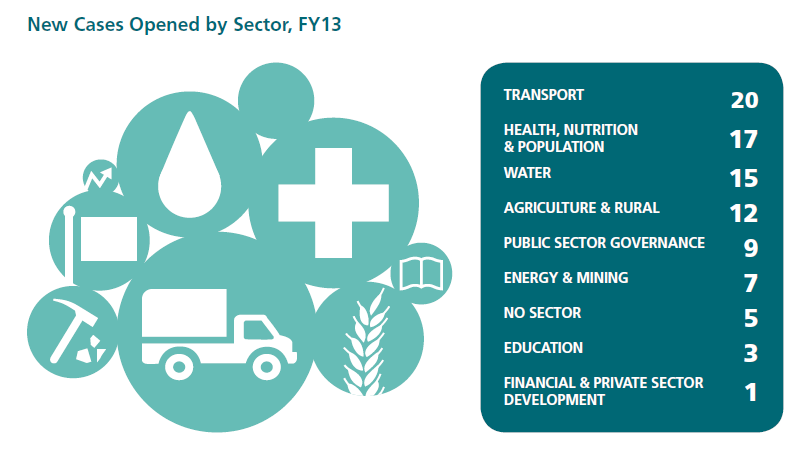 New Cases Opened by Sector, FY13
TRANSPORT 20
HEALTH, NUTRITION
& POPULATION 17
WATER 15
AGRICULTURE & RURAL 12
PUBLIC SECTOR GOVERNANCE 9
ENERGY & MINING 7
NO SECTOR 5
EDUCATION 3
FINANCIAL & PRIVATE SECTOR
DEVELOPMENT 1